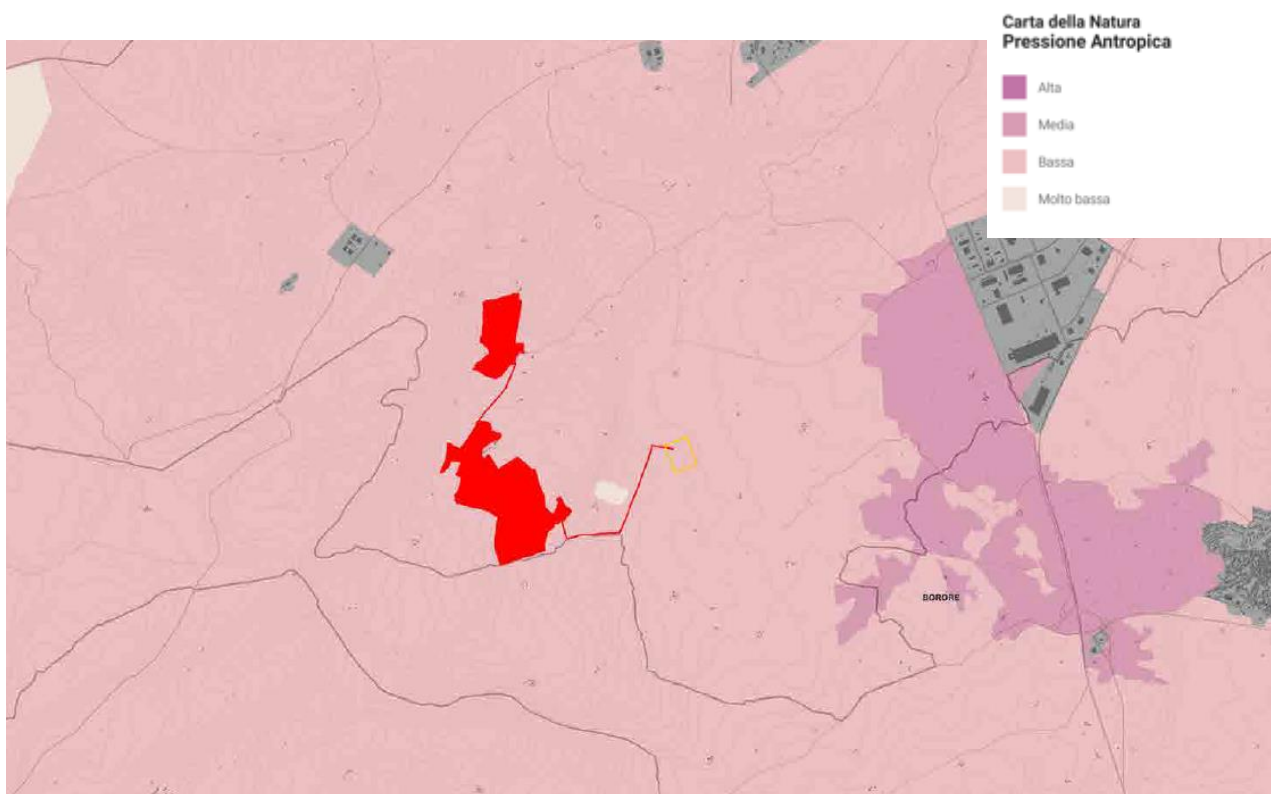 Carta della Natura
Pressione Antropica
Alta
Media
Bassa
Molto bassa
BORORE